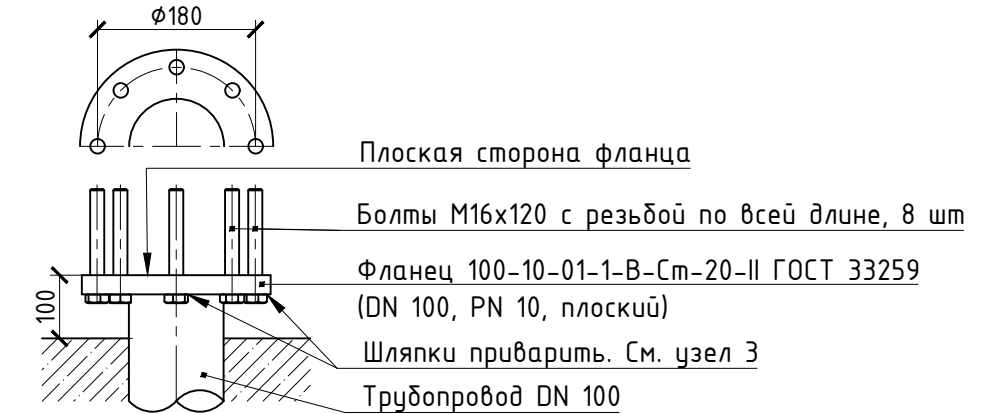 ϕ180
Плоская сторона фланца
Болты М16х120 с резьбой по всей длине, 8 шт
Фланец 100-10-01-1-В-Ст-20-II ГОСТ 33259
(DN 100, PN 10, плоский)
100
Шляпки приварить. См. узел 3
Трубопровод DN 100